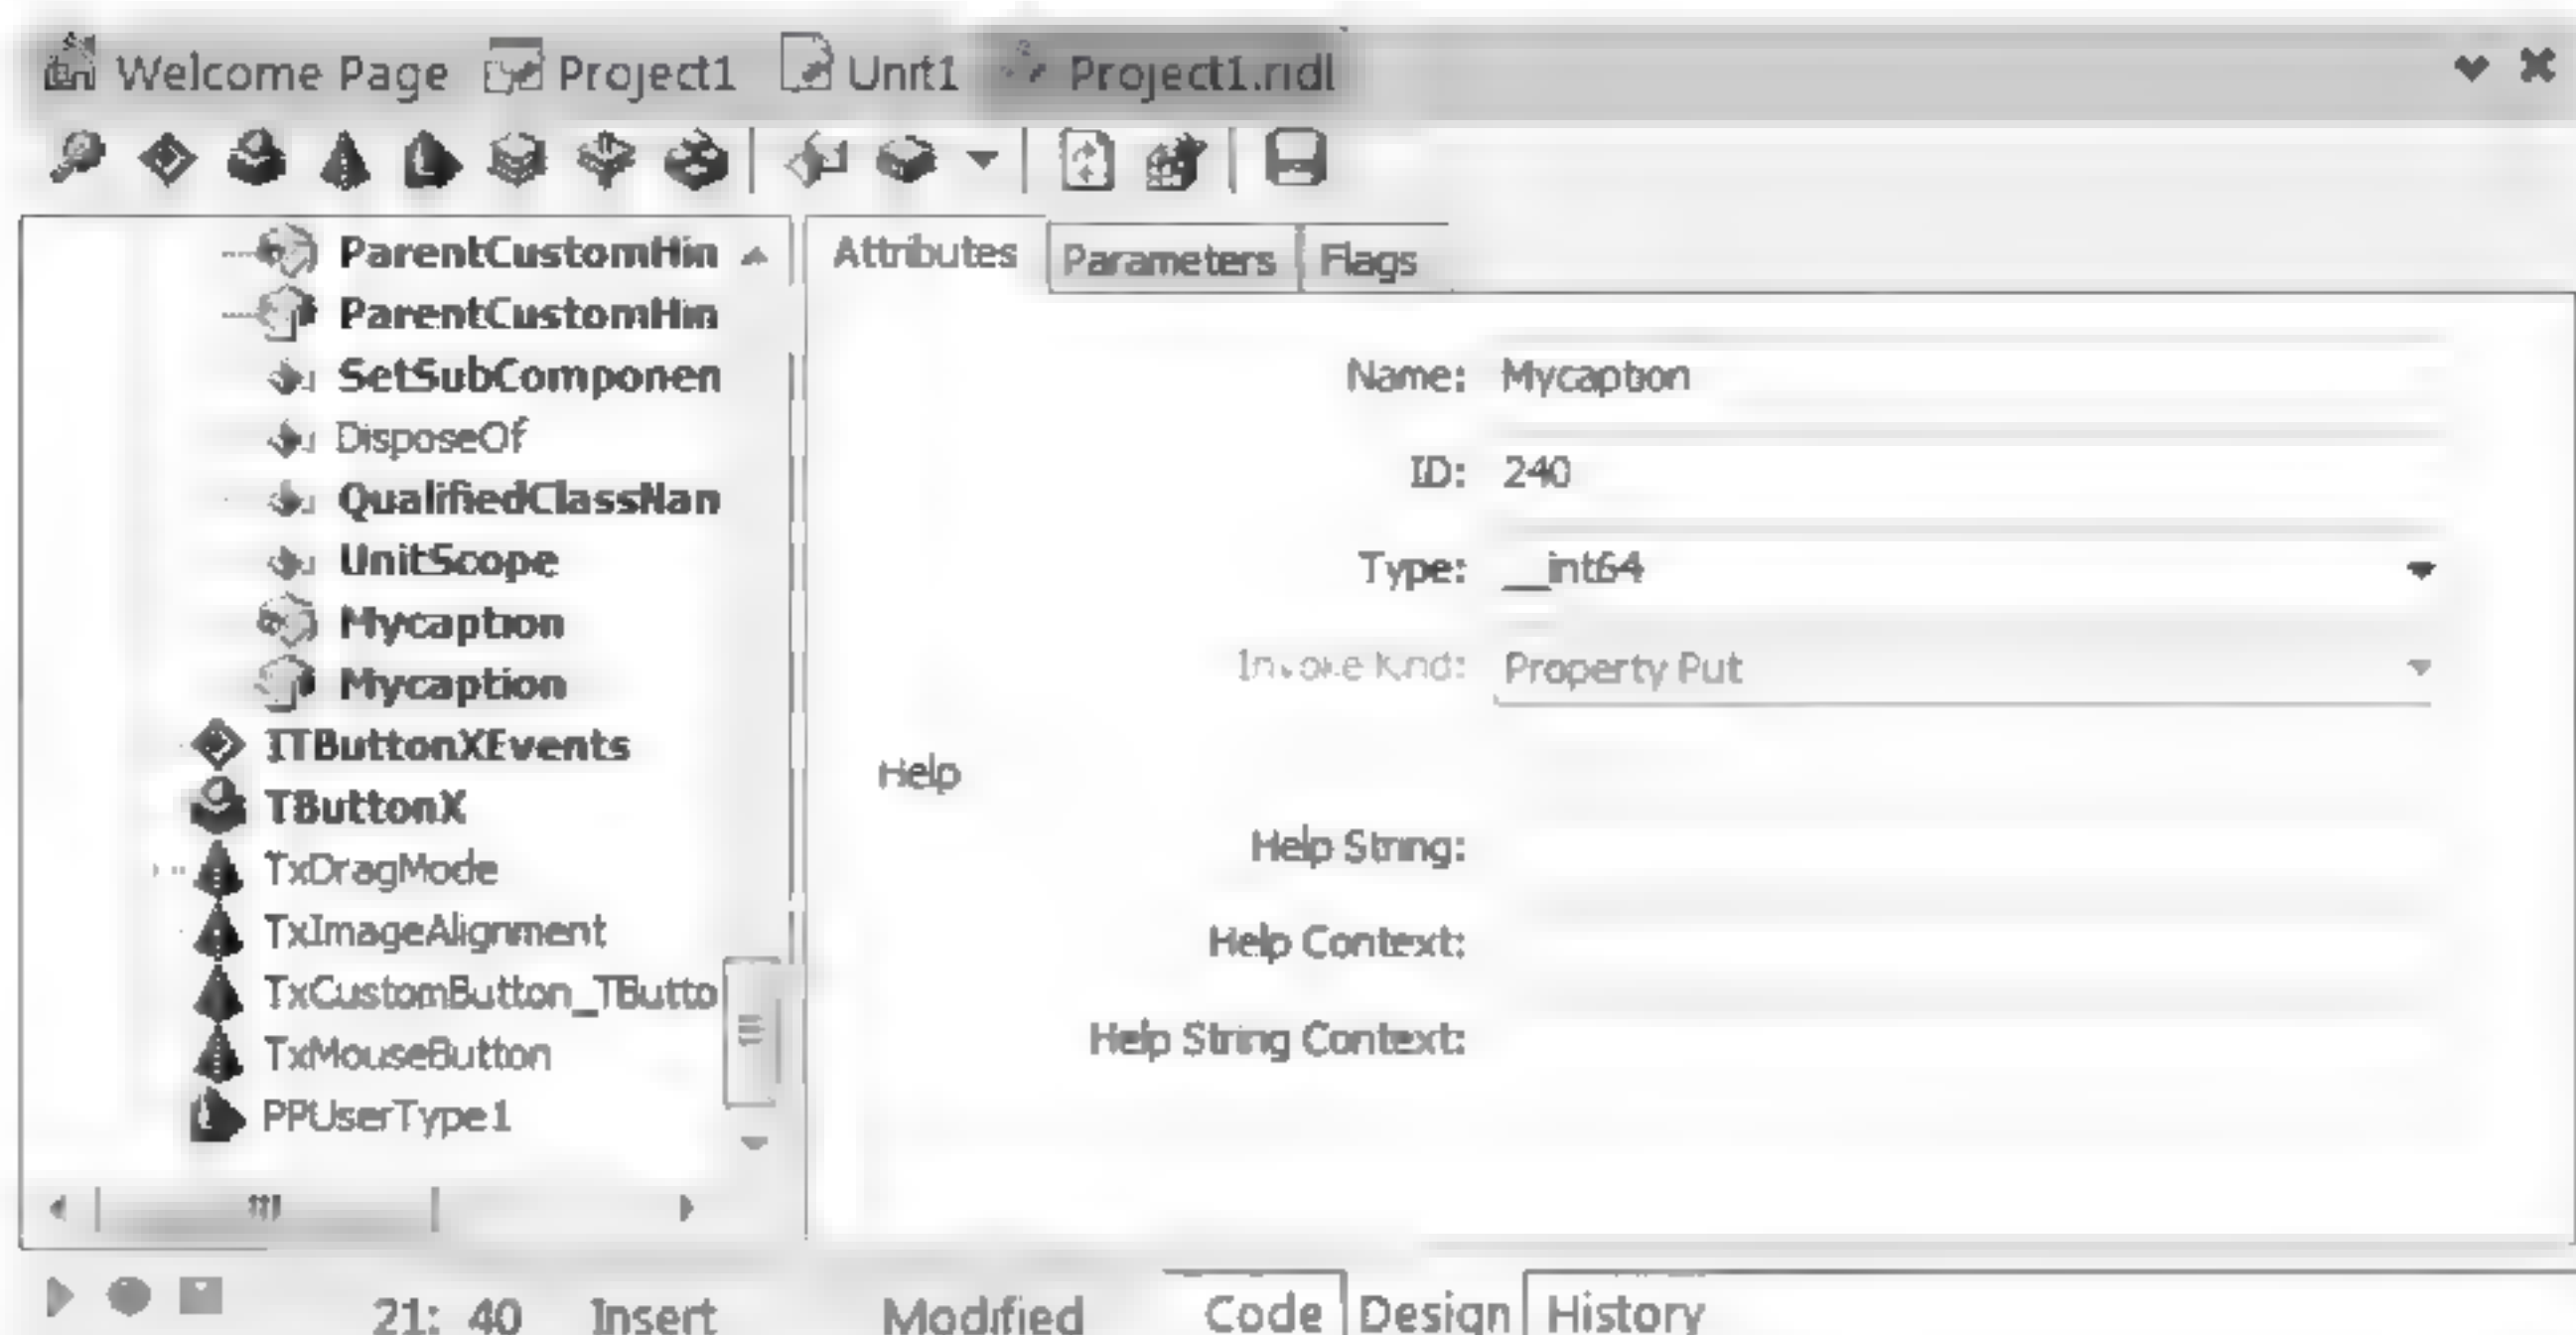 Welcome Page Project1 Unit1 Project1.ridl
ParentCustomHin
ParentCustomHin
SetSubComponen
DisposeOf
QualifiedClassNan
UnitScope
Mycaption
Mycaption
ITButtonXEvents
TButtonX
TxDragMode
TxImageAlignment
TxCustomButton_TButto
TxMouseButton
PPUserType1
Attributes Parameters Flags
Name: Mycaption
ID: 240
Type: __int64
Invoke Kind: Property Put
Help
Help String:
Help Context:
Help String Context:
21: 40 Insert Modified Code Design History